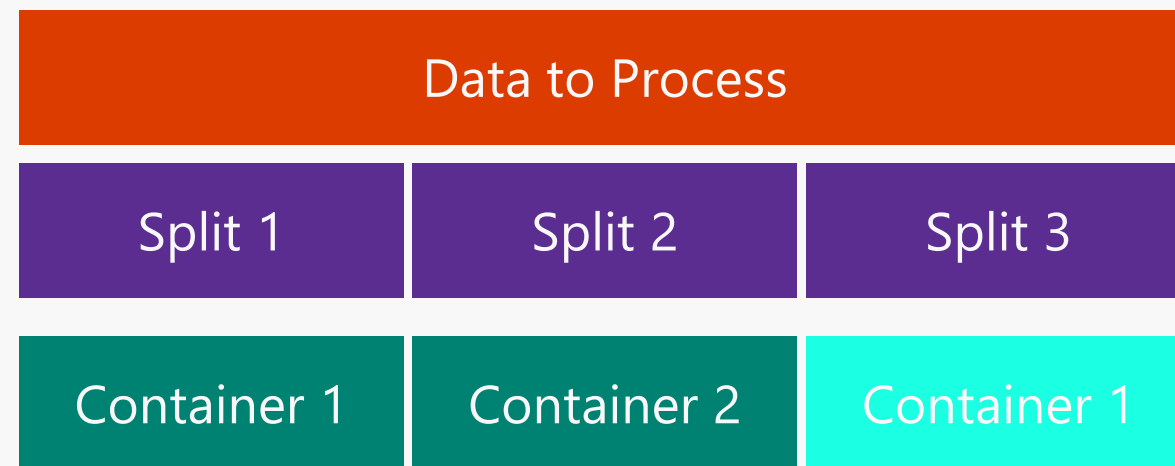 Data to Process
Split 1 Split 2 Split 3
Container 1 Container 2 Container 1